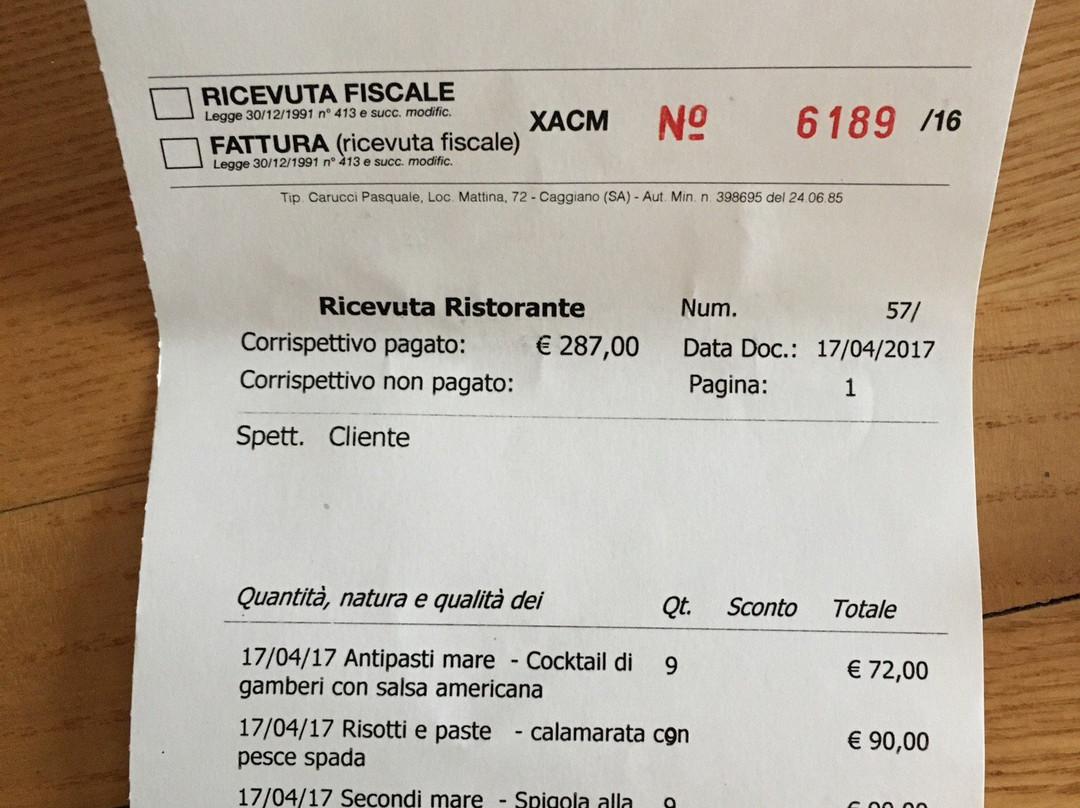 RICEVUTA FISCALE
Legge 30/12/1991 n° 413 e succ. modific.
FATTURA (ricevuta fiscale)
Legge 30/12/1991 n° 413 e succ. modific.
XACM Nº 6189 /16
Tip. Carucci Pasquale, Loc. Mattina, 72 - Caggiano (SA) - Aut. Min. n. 398695 del 24.06.85
Ricevuta Ristorante Num. 57/
Corrispettivo pagato: € 287,00 Data Doc.: 17/04/2017
Corrispettivo non pagato: Pagina: 1
Spett. Cliente
Quantità, natura e qualità dei Qt. Sconto Totale
17/04/17 Antipasti mare - Cocktail di 9 € 72,00
gamberi con salsa americana
17/04/17 Risotti e paste - calamarata con 9 € 90,00
pesce spada
17/04/17 Secondi mare - Spigola alla 9